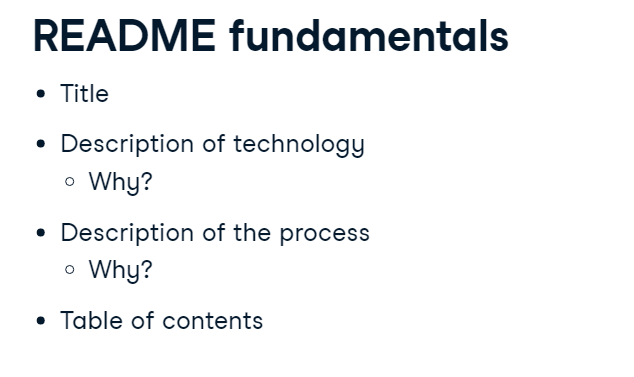 README fundamentals
Title
Description of technology
Why?
Description of the process
Why?
Table of contents